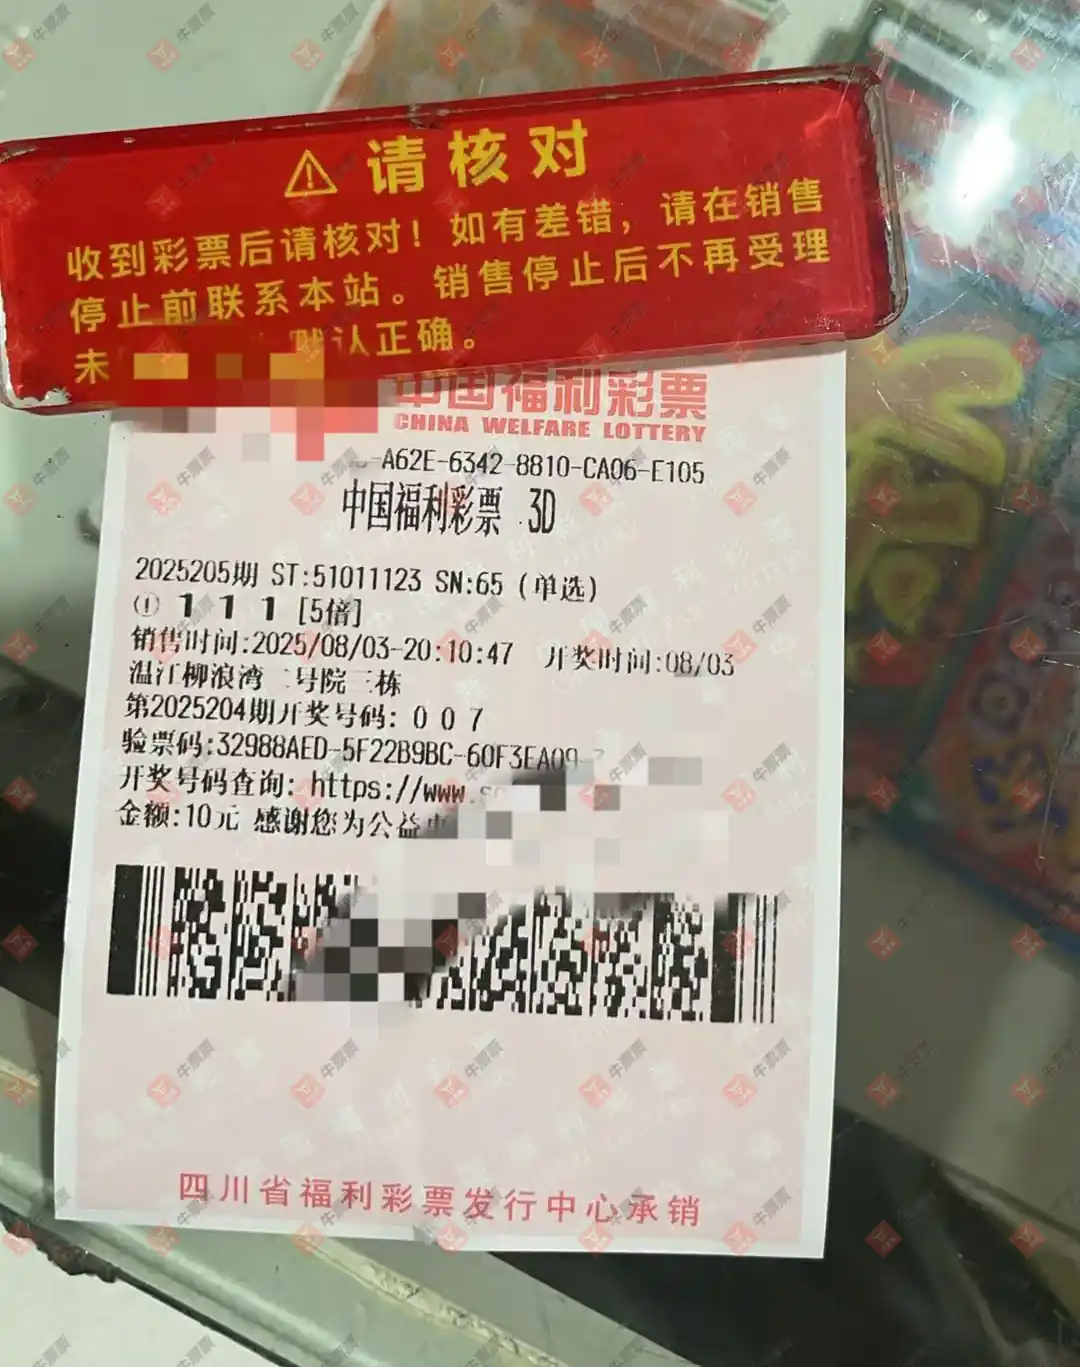 请核对
收到彩票后请核对！如有差错，请在销售
停止前联系本站。销售停止后不再受理
未 默认正确。
中国福利彩票
CHINA WELFARE LOTTERY
-A62E-6342-8810-CA06-E105
中国福利彩票 3D
2025205期 ST:51011123 SN:65 (单选)
① 1 1 1 [5倍]
销售时间:2025/08/03-20:10:47 开奖时间:08/03
温江柳浪湾二号院三栋
第2025204期开奖号码: 0 0 7
验票码:32988AED-5F22B9BC-60F3EA09-
开奖号码查询: https://www.s
金额:10元 感谢您为公益
四川省福利彩票发行中心承销
牛票票